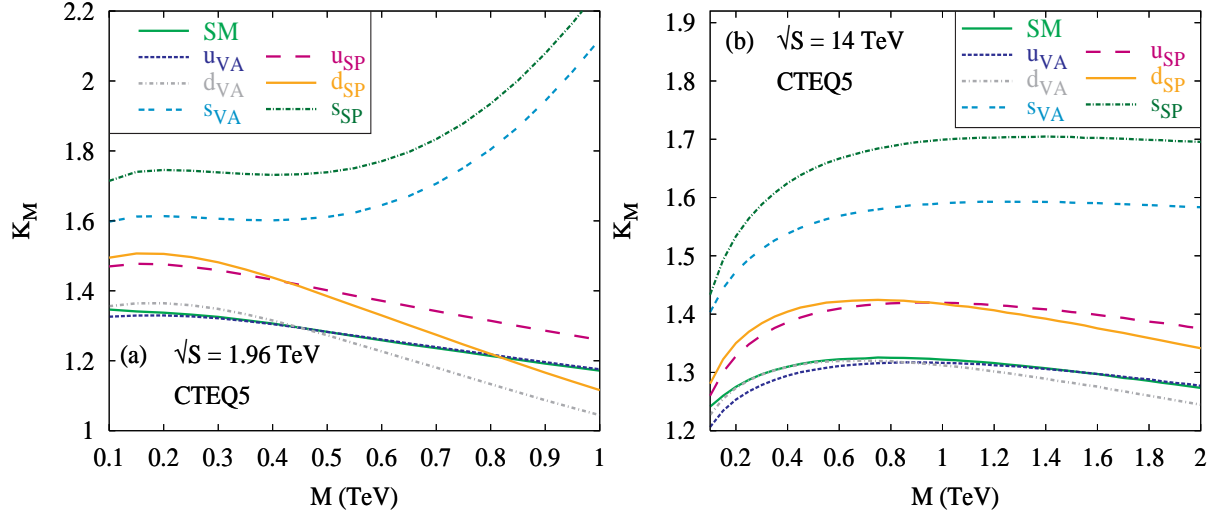 2.2
2
1.8
1.6
1.4
1.2
1
K_M
SM
u_VA u_SP
d_VA d_SP
s_VA s_SP
(a) √S = 1.96 TeV
CTEQ5
0.1 0.2 0.3 0.4 0.5 0.6 0.7 0.8 0.9 1
M (TeV)
1.9
1.8
1.7
1.6
1.5
1.4
1.3
1.2
K_M
(b) √S = 14 TeV
CTEQ5
SM
u_VA u_SP
d_VA d_SP
s_VA s_SP
0.2 0.4 0.6 0.8 1 1.2 1.4 1.6 1.8 2
M (TeV)